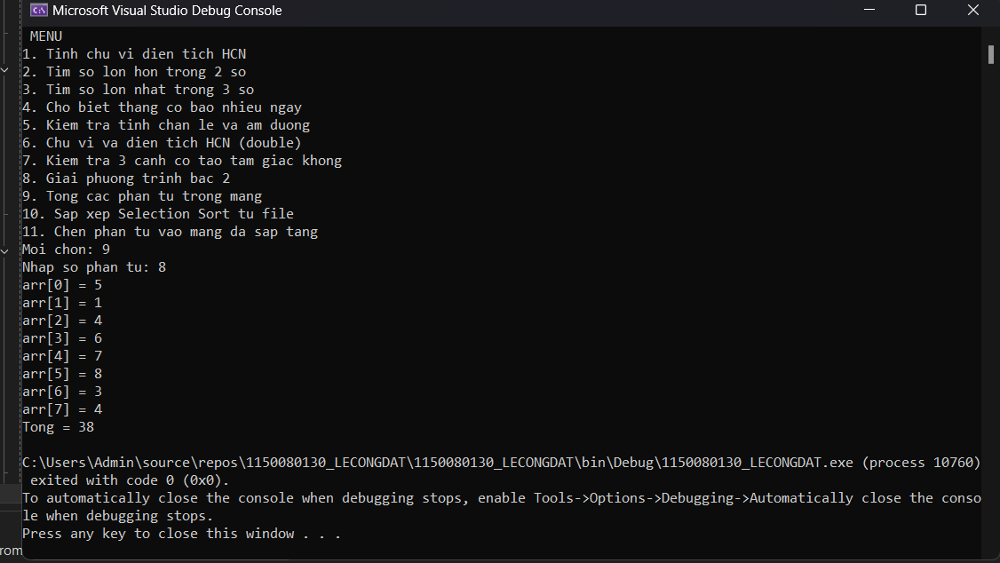 Microsoft Visual Studio Debug Console
MENU
1. Tinh chu vi dien tich HCN
2. Tim so lon hon trong 2 so
3. Tim so lon nhat trong 3 so
4. Cho biet thang co bao nhieu ngay
5. Kiem tra tinh chan le va am duong
6. Chu vi va dien tich HCN (double)
7. Kiem tra 3 canh co tao tam giac khong
8. Giai phuong trinh bac 2
9. Tong cac phan tu trong mang
10. Sap xep Selection Sort tu file
11. Chen phan tu vao mang da sap tang
Moi chon: 9
Nhap so phan tu: 8
arr[0] = 5
arr[1] = 1
arr[2] = 4
arr[3] = 6
arr[4] = 7
arr[5] = 8
arr[6] = 3
arr[7] = 4
Tong = 38
C:\Users\Admin\source\repos\1150080130_LECONGDAT\1150080130_LECONGDAT\bin\Debug\1150080130_LECONGDAT.exe (process 10760)
exited with code 0 (0x0).
To automatically close the console when debugging stops, enable Tools->Options->Debugging->Automatically close the conso
le when debugging stops.
Press any key to close this window . . .
rom